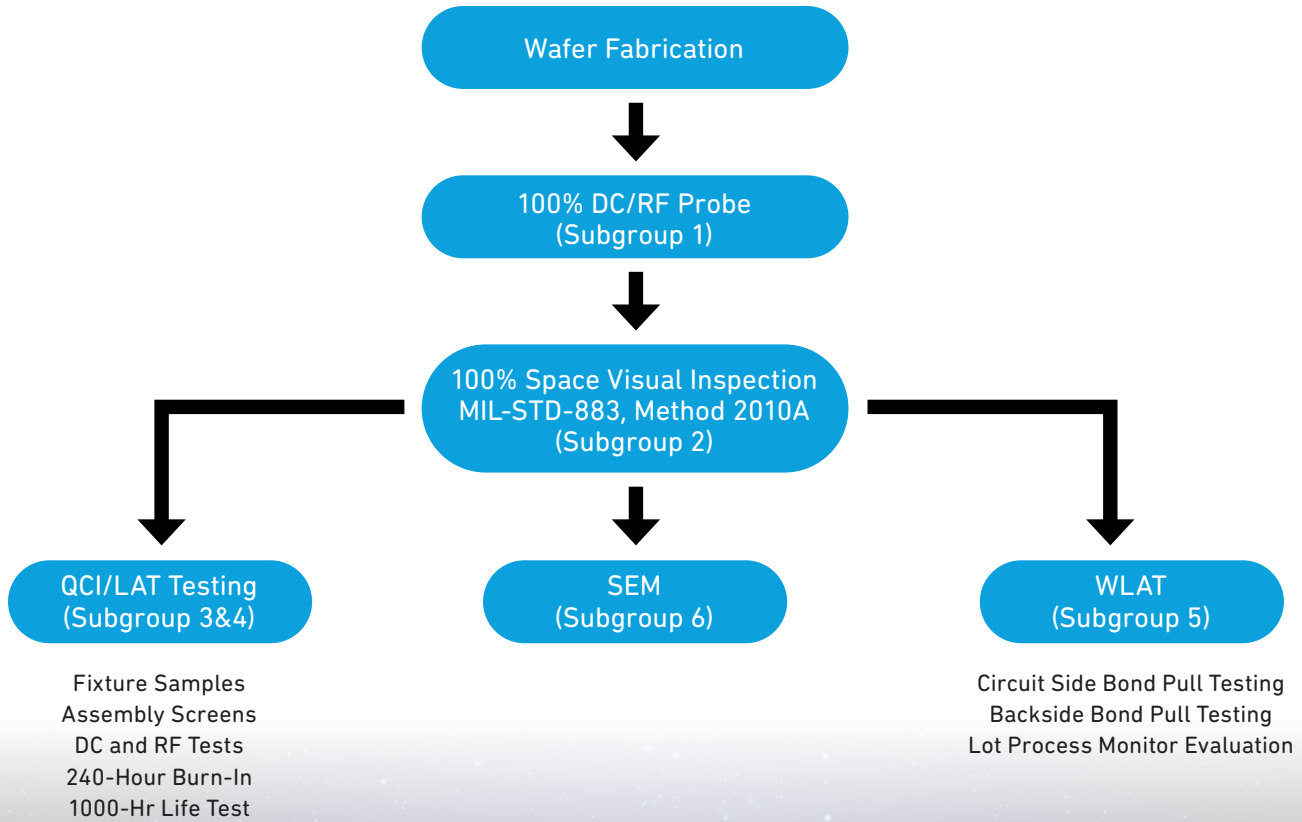 Wafer Fabrication
100% DC/RF Probe
(Subgroup 1)
100% Space Visual Inspection
MIL-STD-883, Method 2010A
(Subgroup 2)
QCI/LAT Testing
(Subgroup 3&4)
Fixture Samples
Assembly Screens
DC and RF Tests
240-Hour Burn-In
1000-Hr Life Test
SEM
(Subgroup 6)
WLAT
(Subgroup 5)
Circuit Side Bond Pull Testing
Backside Bond Pull Testing
Lot Process Monitor Evaluation